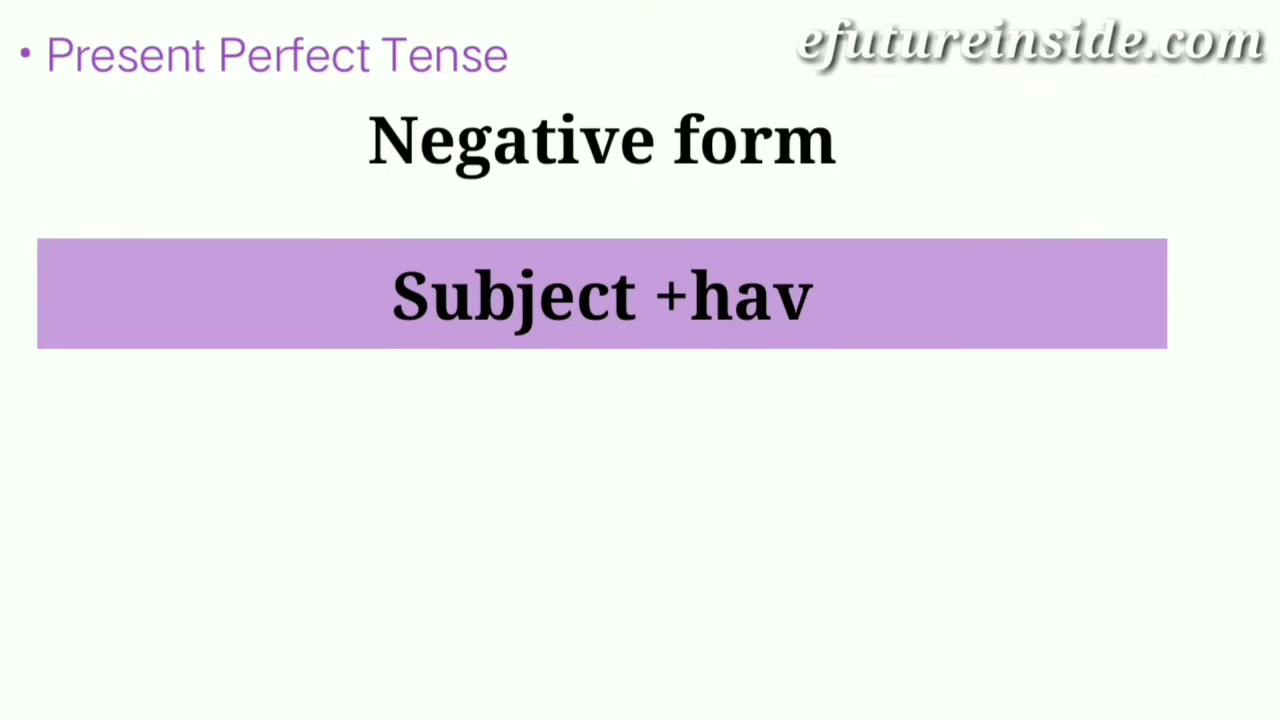 • Present Perfect Tense
efutureinside.com
Negative form
Subject +hav